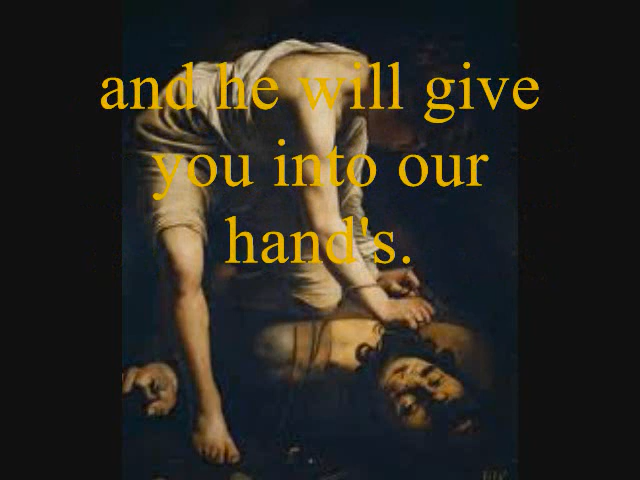 and he will give
you into our
hand's.